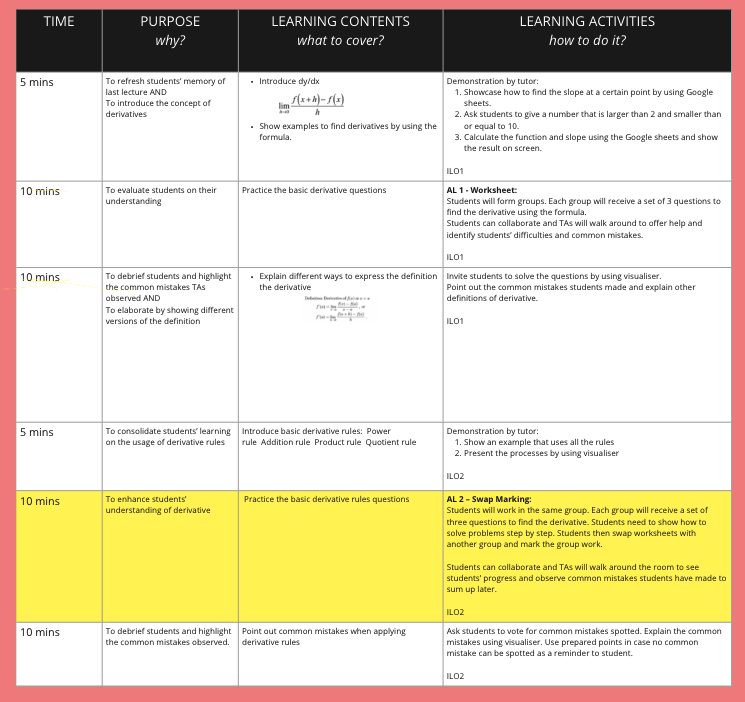 TIME
PURPOSE
why?
LEARNING CONTENTS
what to cover?
LEARNING ACTIVITIES
how to do it?
5 mins
To refresh students' memory of
last lecture AND
To introduce the concept of
derivatives
• Introduce dy/dx
lim h→0 f(x+h) − f(x) / h
• Show examples to find derivatives by using the
formula.
Demonstration by tutor:
1. Showcase how to find the slope at a certain point by using Google
sheets.
2. Ask students to give a number that is larger than 2 and smaller than
or equal to 10.
3. Calculate the function and slope using the Google sheets and show
the result on screen.
ILO1
10 mins
To evaluate students on their
understanding
Practice the basic derivative questions
AL 1 - Worksheet:
Students will form groups. Each group will receive a set of 3 questions to
find the derivative using the formula.
Students can collaborate and TAs will walk around to offer help and
identify students' difficulties and common mistakes.
ILO1
10 mins
To debrief students and highlight
the common mistakes TAs
observed AND
To elaborate by showing different
versions of the definition
• Explain different ways to express the definition
the derivative
Invite students to solve the questions by using visualiser.
Point out the common mistakes students made and explain other
definitions of derivative.
ILO1
5 mins
To consolidate students' learning
on the usage of derivative rules
Introduce basic derivative rules: Power
rule Addition rule Product rule Quotient rule
Demonstration by tutor:
1. Show an example that uses all the rules
2. Present the processes by using visualiser
ILO2
10 mins
To enhance students'
understanding of derivative
Practice the basic derivative rules questions
AL 2 – Swap Marking:
Students will work in the same group. Each group will receive a set of
three questions to find the derivative. Students need to show how to
solve problems step by step. Students then swap worksheets with
another group and mark the group work.
Students can collaborate and TAs will walk around the room to see
students' progress and observe common mistakes students have made to
sum up later.
ILO2
10 mins
To debrief students and highlight
the common mistakes observed.
Point out common mistakes when applying
derivative rules
Ask students to vote for common mistakes spotted. Explain the common
mistakes using visualiser. Use prepared points in case no common
mistake can be spotted as a reminder to student.
ILO2